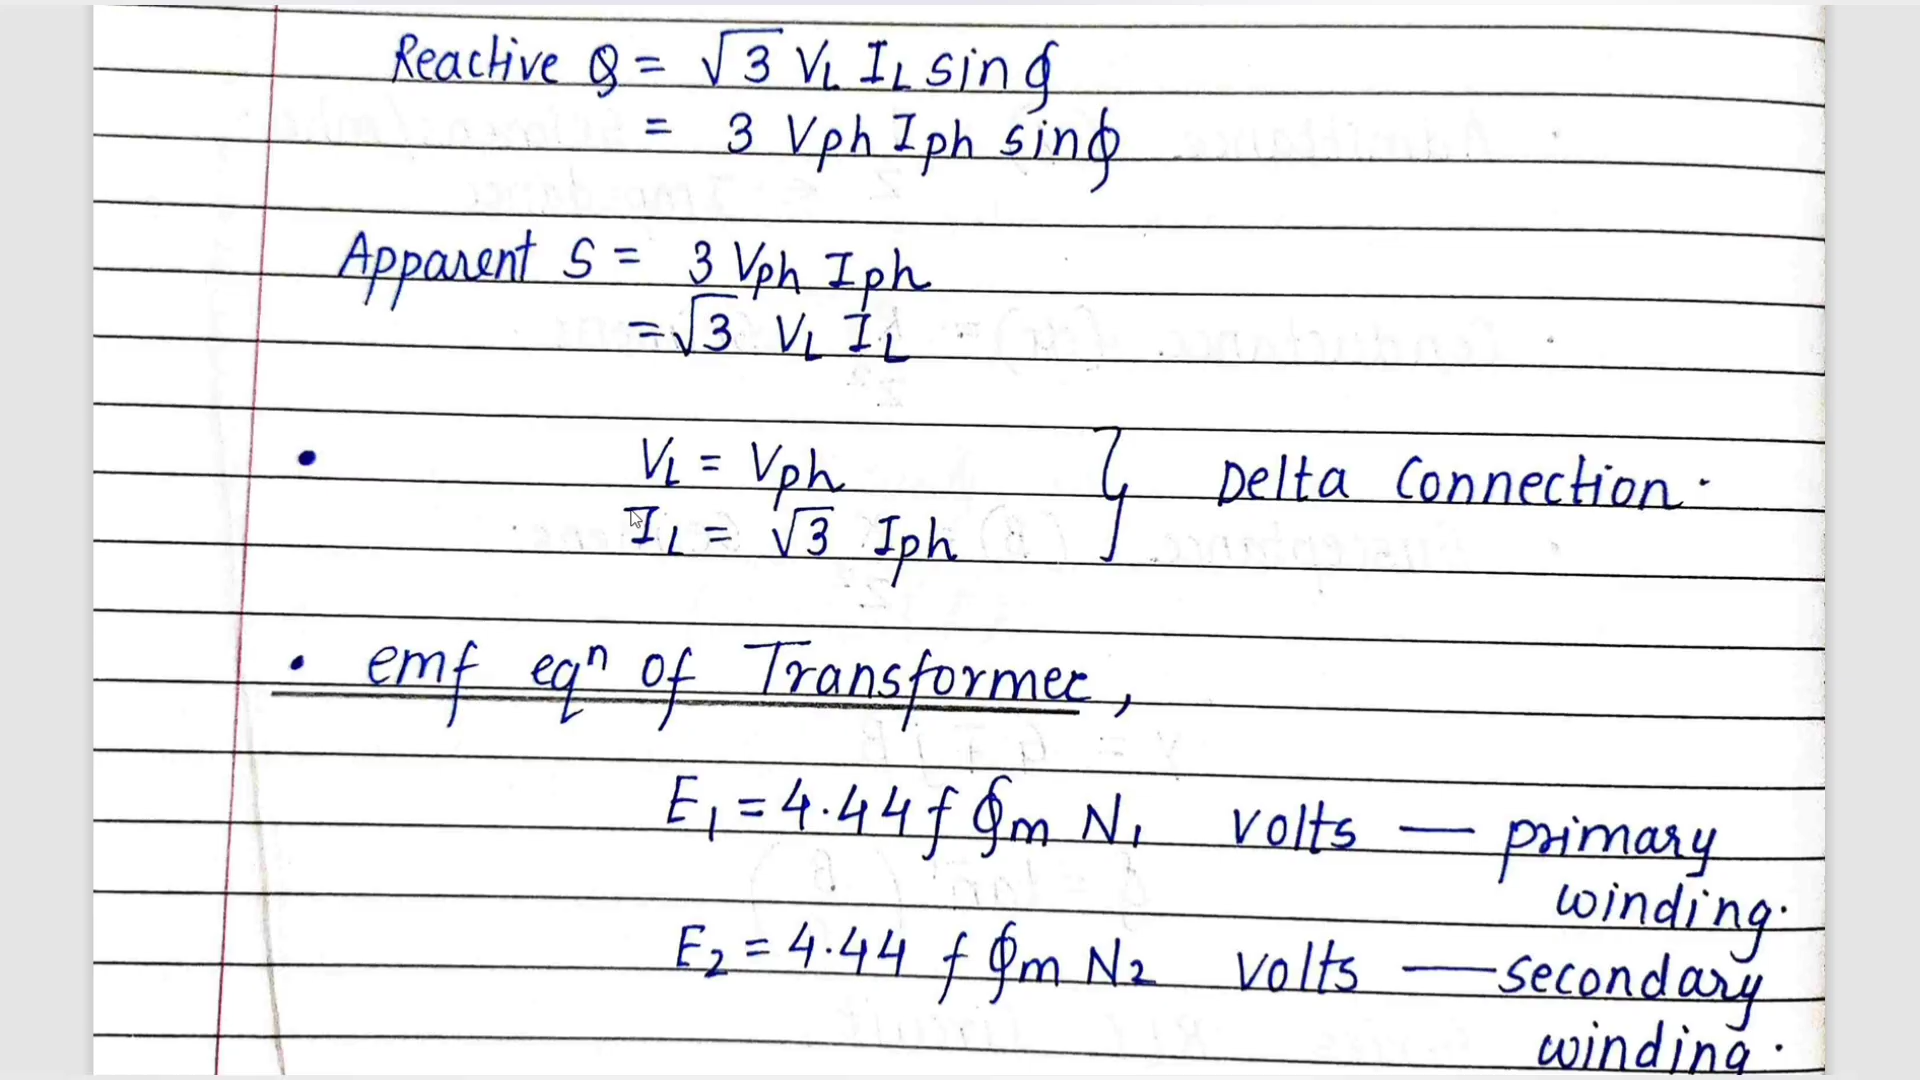 Reactive Q = √3 VL IL sinϕ
= 3 Vph Iph sinϕ
Apparent S = 3 Vph Iph
= √3 VL IL
• VL = Vph
IL = √3 Iph } Delta Connection.
• emf eqⁿ of Transformer,
E1 = 4.44 f ϕm N1 volts — primary
winding.
E2 = 4.44 f ϕm N2 volts — secondary
winding.